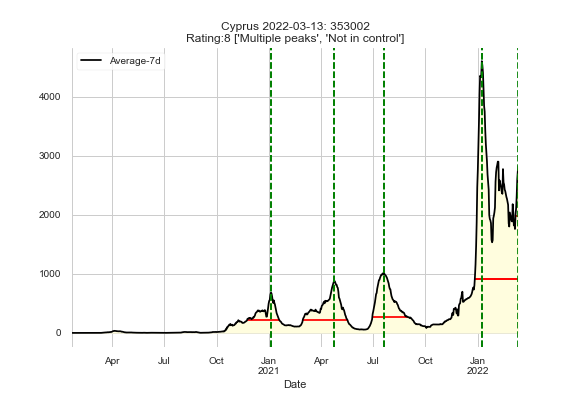 Cyprus 2022-03-13: 353002
Rating:8 ['Multiple peaks', 'Not in control']
Average-7d
4000
3000
2000
1000
0
Apr Jul Oct Jan Apr Jul Oct Jan
2021 2022
Date